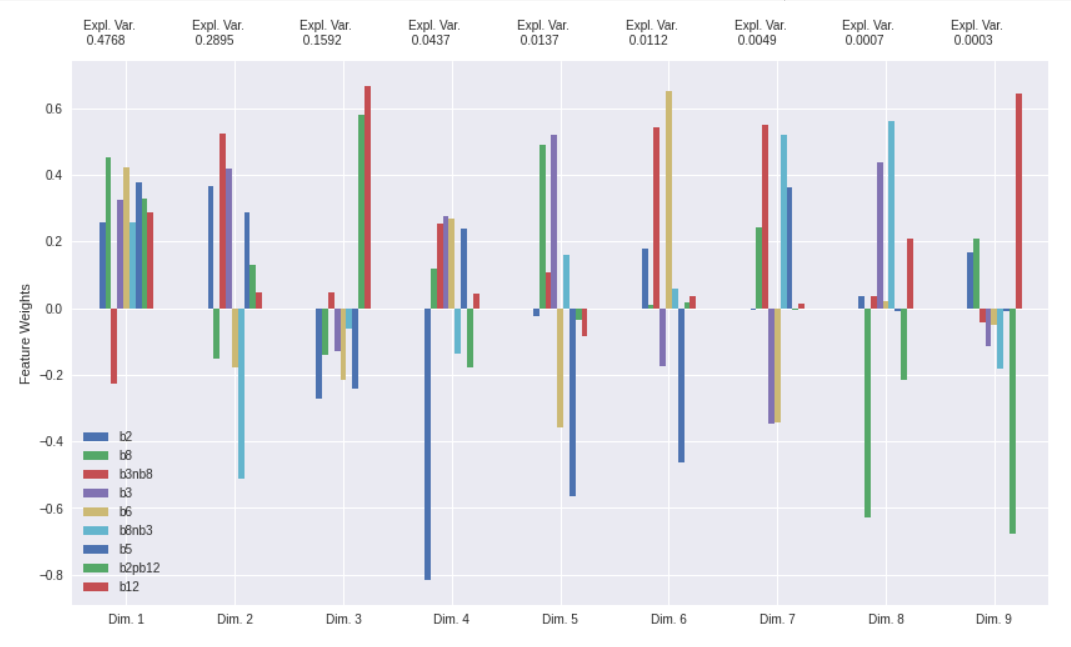 Expl. Var. Expl. Var. Expl. Var. Expl. Var. Expl. Var. Expl. Var. Expl. Var. Expl. Var. Expl. Var.
0.4768 0.2895 0.1592 0.0437 0.0137 0.0112 0.0049 0.0007 0.0003
0.6
0.4
0.2
0.0
−0.2
−0.4
−0.6
−0.8
Feature Weights
b2
b8
b3nb8
b3
b6
b8nb3
b5
b2pb12
b12
Dim. 1 Dim. 2 Dim. 3 Dim. 4 Dim. 5 Dim. 6 Dim. 7 Dim. 8 Dim. 9